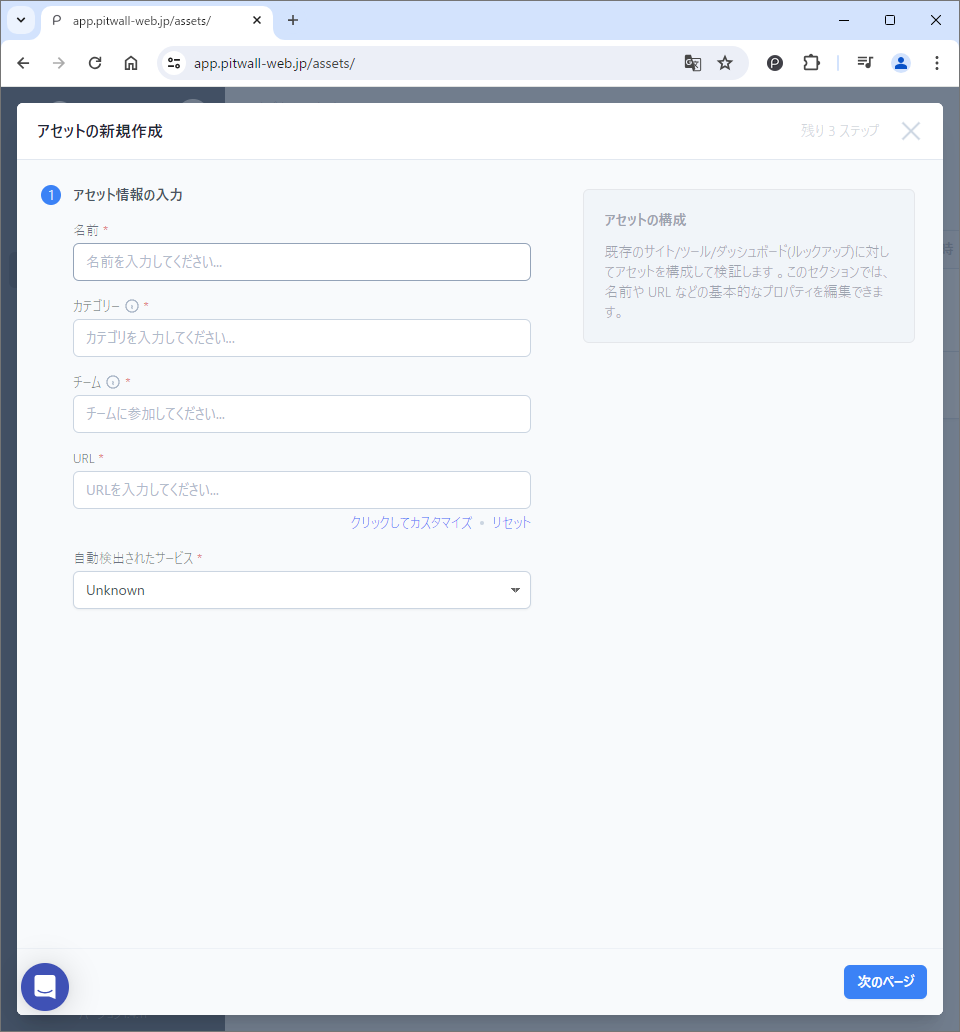 app.pitwall-web.jp/assets/
app.pitwall-web.jp/assets/
アセットの新規作成
残り 3 ステップ
1 アセット情報の入力
名前 *
名前を入力してください...
カテゴリー *
カテゴリを入力してください...
チーム *
チームに参加してください...
URL *
URLを入力してください...
クリックしてカスタマイズ • リセット
自動検出されたサービス *
Unknown
アセットの構成
既存のサイト/ツール/ダッシュボード(ルックアップ)に対し
てアセットを構成して検証します 。このセクションでは、
名前や URL などの基本的なプロパティを編集できま
す。
次のページ